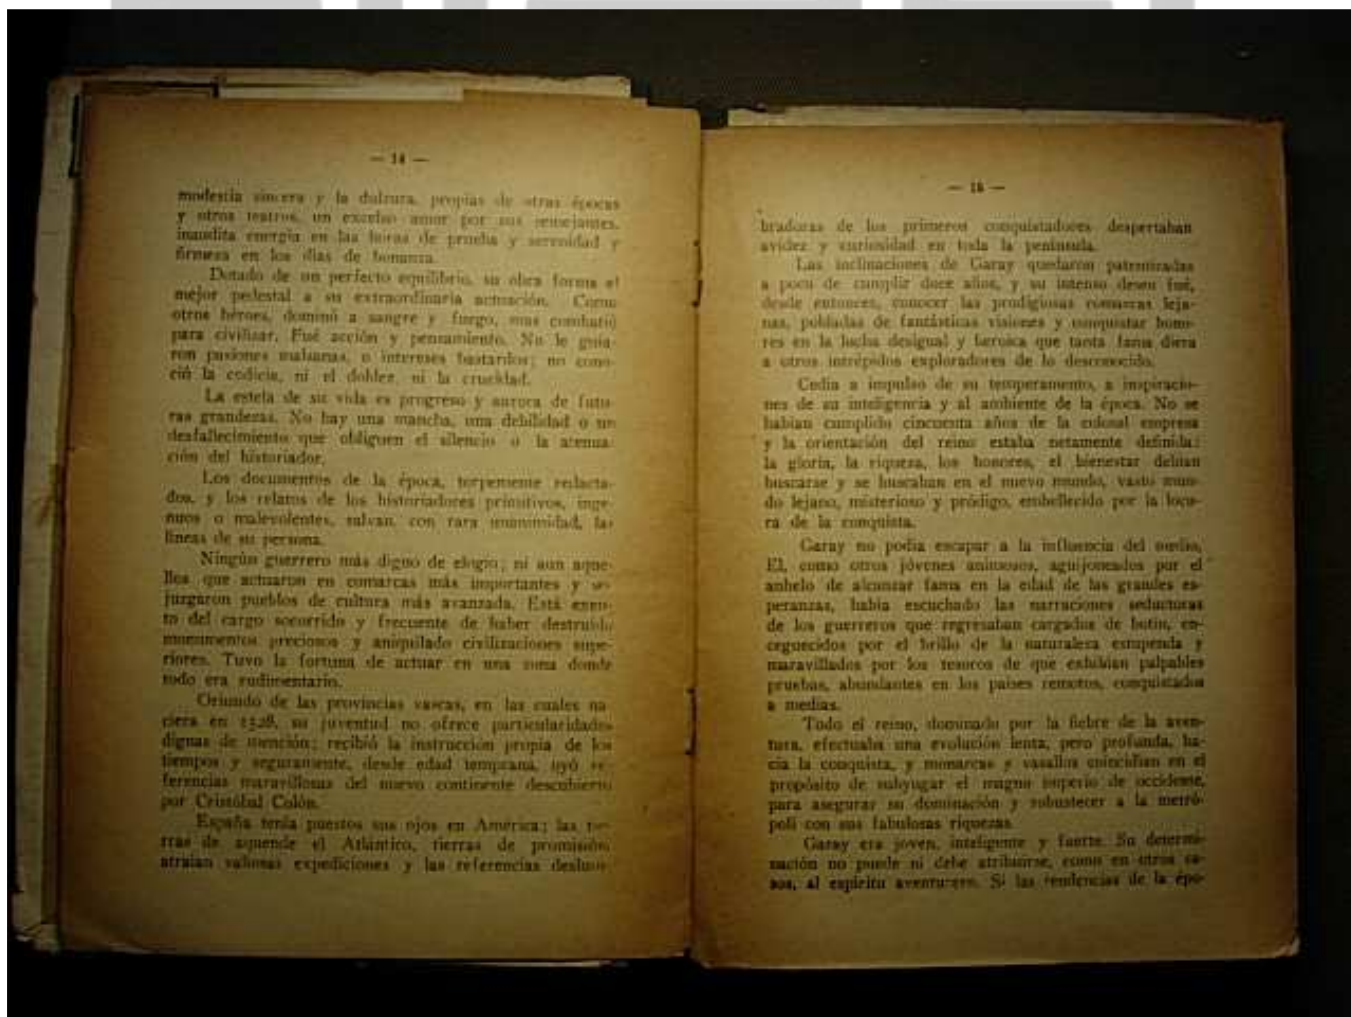 — 14 —
modestia sincera y la dulzura, propias de otras épocas
y otros teatros, un excelso amor por sus semejantes,
inaudita energía en las horas de prueba y serenidad y
firmeza en los días de bonanza.
Dotado de un perfecto equilibrio, su obra forma el
mejor pedestal a su extraordinaria actuación. Como
otros héroes, dominó a sangre y fuego, mas combatió
para civilizar. Fué acción y pensamiento. No le guia-
ron pasiones malsanas, o intereses bastardos; no cono-
ció la codicia, ni el doblez, ni la crueldad.
La estela de su vida es progreso y aurora de futu-
ras grandezas. No hay una mancha, una debilidad o un
desfallecimiento que obliguen el silencio o la atenua-
ción del historiador.
Los documentos de la época, torpemente redacta-
dos, y los relatos de los historiadores primitivos, inge-
nuos o malevolentes, salvan, con rara unanimidad, las
líneas de su persona.
Ningún guerrero más digno de elogio; ni aun aque-
llos que actuaron en comarcas más importantes y so-
juzgaron pueblos de cultura más avanzada. Está exen-
to del cargo socorrido y frecuente de haber destruido
monumentos preciosos y aniquilado civilizaciones supe-
riores. Tuvo la fortuna de actuar en una zona donde
todo era rudimentario.
Oriundo de las provincias vascas, en las cuales na-
ciera en 1528, su juventud no ofrece particularidades
dignas de mención; recibió la instrucción propia de los
tiempos y seguramente, desde edad temprana, oyó re-
ferencias maravillosas del nuevo continente descubierto
por Cristóbal Colón.
España tenía puestos sus ojos en América; las tie-
rras de aquende el Atlántico, tierras de promisión,
atraían valiosas expediciones y las referencias deslum-
— 15 —
bradoras de los primeros conquistadores despertaban
avidez y curiosidad en toda la península.
Las inclinaciones de Garay quedaron patentizadas
a poco de cumplir doce años, y su intenso deseo fué,
desde entonces, conocer las prodigiosas comarcas leja-
nas, pobladas de fantásticas visiones y conquistar hono-
res en la lucha desigual y heroica que tanta fama diera
a otros intrépidos exploradores de lo desconocido.
Cedía a impulso de su temperamento, a inspiracio-
nes de su inteligencia y al ambiente de la época. No se
habían cumplido cincuenta años de la colosal empresa
y la orientación del reino estaba netamente definida:
la gloria, la riqueza, los honores, el bienestar debían
buscarse y se buscaban en el nuevo mundo, vasto mun-
do lejano, misterioso y pródigo, embellecido por la locu-
ra de la conquista.
Garay no podía escapar a la influencia del medio,
El, como otros jóvenes animosos, aguijoneados por el
anhelo de alcanzar fama en la edad de las grandes es-
peranzas, había escuchado las narraciones seductoras
de los guerreros que regresaban cargados de botín, en-
ceguecidos por el brillo de la naturaleza estupenda y
maravillados por los tesoros de que exhibían palpables
pruebas, abundantes en los países remotos, conquistados
a medias.
Todo el reino, dominado por la fiebre de la aven-
tura, efectuaba una evolución lenta, pero profunda, ha-
cia la conquista, y monarcas y vasallos coincidían en el
propósito de subyugar el magno imperio de occidente,
para asegurar su dominación y robustecer a la metró-
poli con sus fabulosas riquezas.
Garay era joven, inteligente y fuerte. Su determi-
nación no puede ni debe atribuirse, como en otros ca-
sos, al espíritu aventurero. Si las tendencias de la épo-